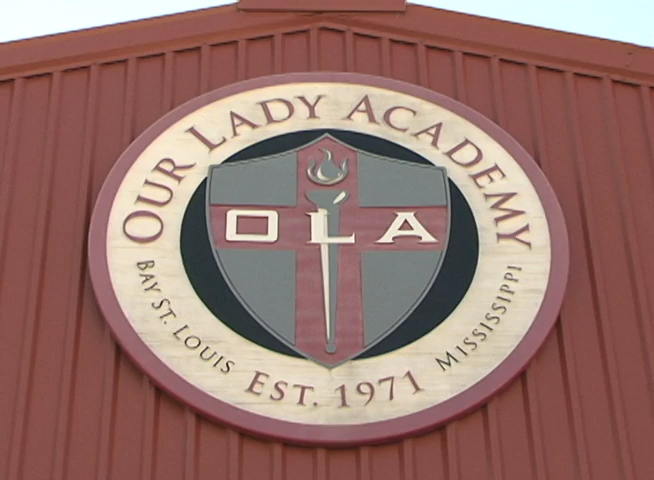 OUR LADY ACADEMY
OLA
BAY ST. LOUIS
MISSISSIPPI
EST. 1971